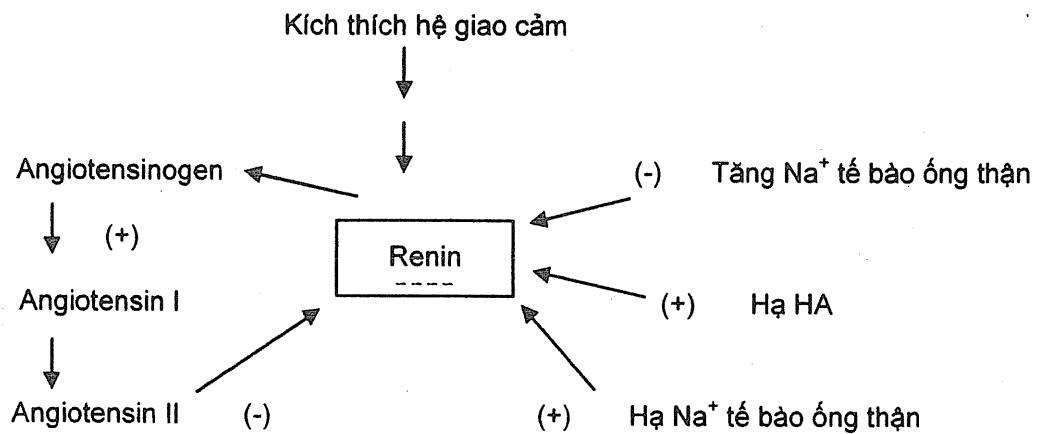 Kích thích hệ giao cảm
Angiotensinogen
(-) Tăng Na⁺ tế bào ống thận
(+)
Renin
Angiotensin I
(+) Hạ HA
Angiotensin II (-)
(+) Hạ Na⁺ tế bào ống thận